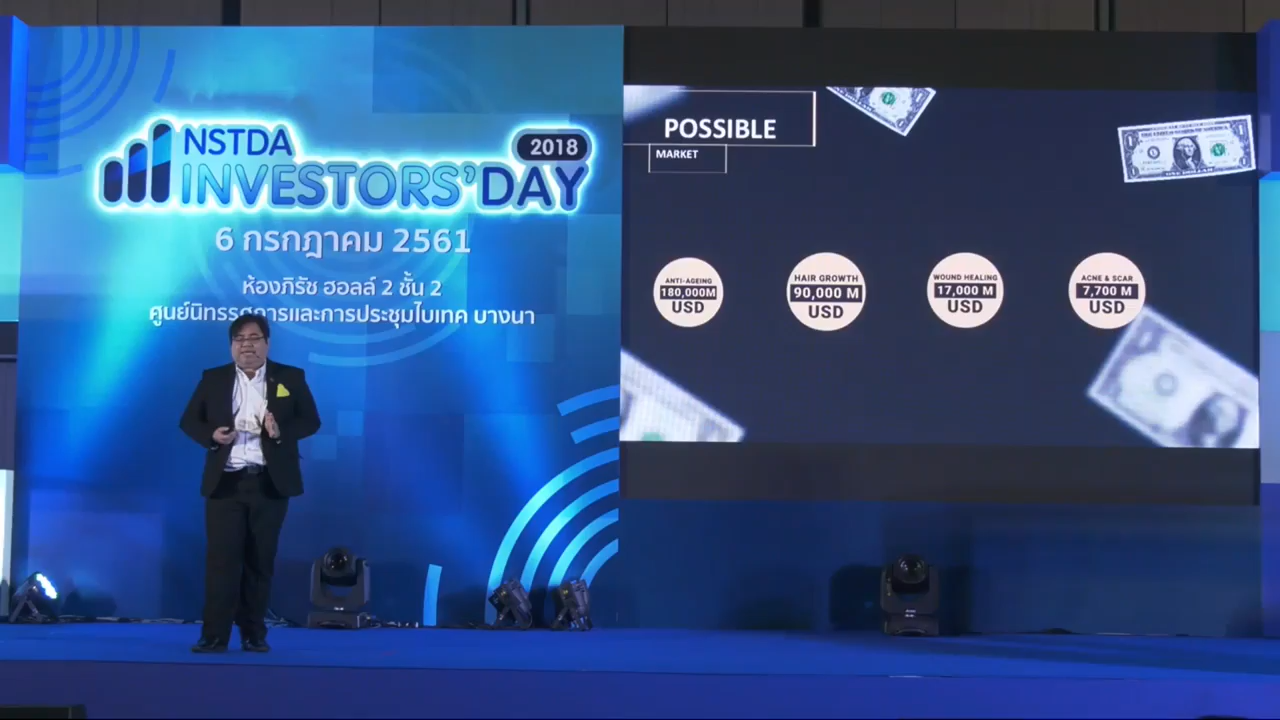 NSTDA
2018
INVESTORS' DAY
6 กรกฎาคม 2561
ห้องภิรัช ฮอลล์ 2 ชั้น 2
ศูนย์นิทรรศการและการประชุมไบเทค บางนา
POSSIBLE
MARKET
ANTI-AGEING
180,000M
USD
HAIR GROWTH
90,000 M
USD
WOUND HEALING
17,000 M
USD
ACNE & SCAR
7,700 M
USD
ONE DOLLAR